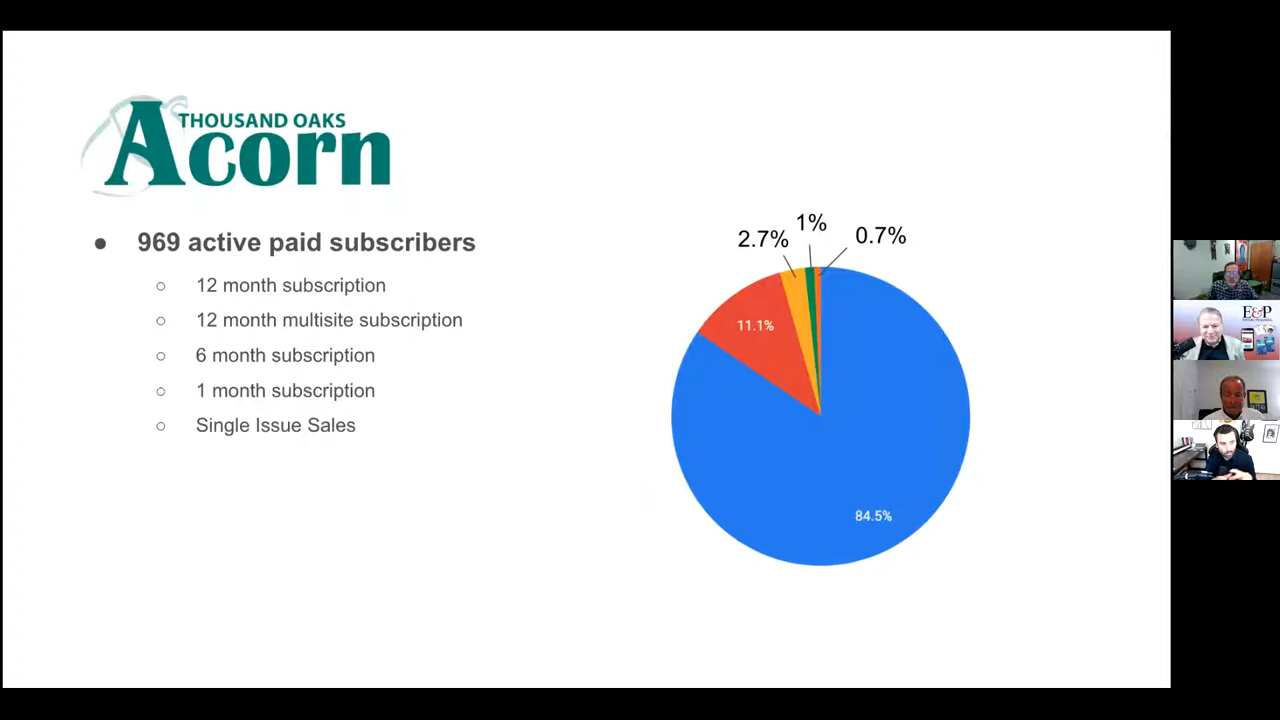 THOUSAND OAKS
Acorn
● 969 active paid subscribers
○ 12 month subscription
○ 12 month multisite subscription
○ 6 month subscription
○ 1 month subscription
○ Single Issue Sales
2.7%
1%
0.7%
11.1%
84.5%
E&P